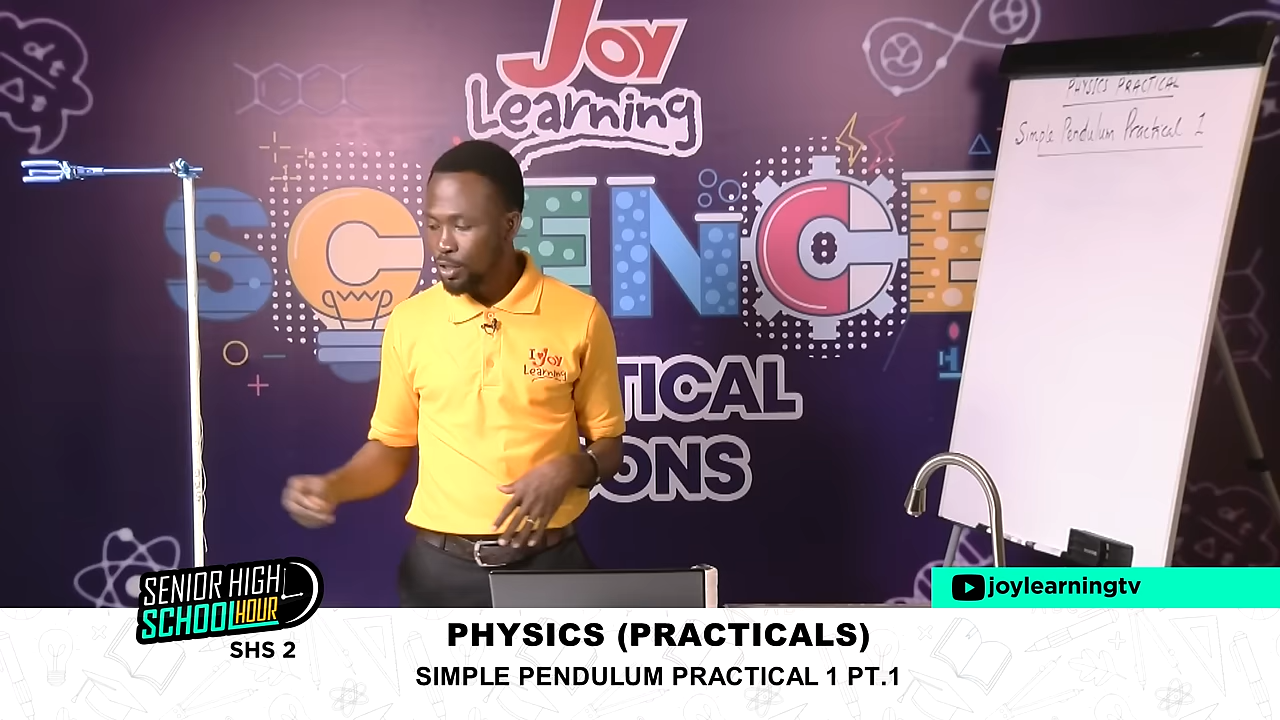 Joy
Learning
SCIENCE
TICAL
ONS
PHYSICS PRACTICAL
Simple Pendulum Practical 1
I ♥ Joy
Learning
SENIOR HIGH
SCHOOL HOUR
SHS 2
joylearningtv
PHYSICS (PRACTICALS)
SIMPLE PENDULUM PRACTICAL 1 PT.1